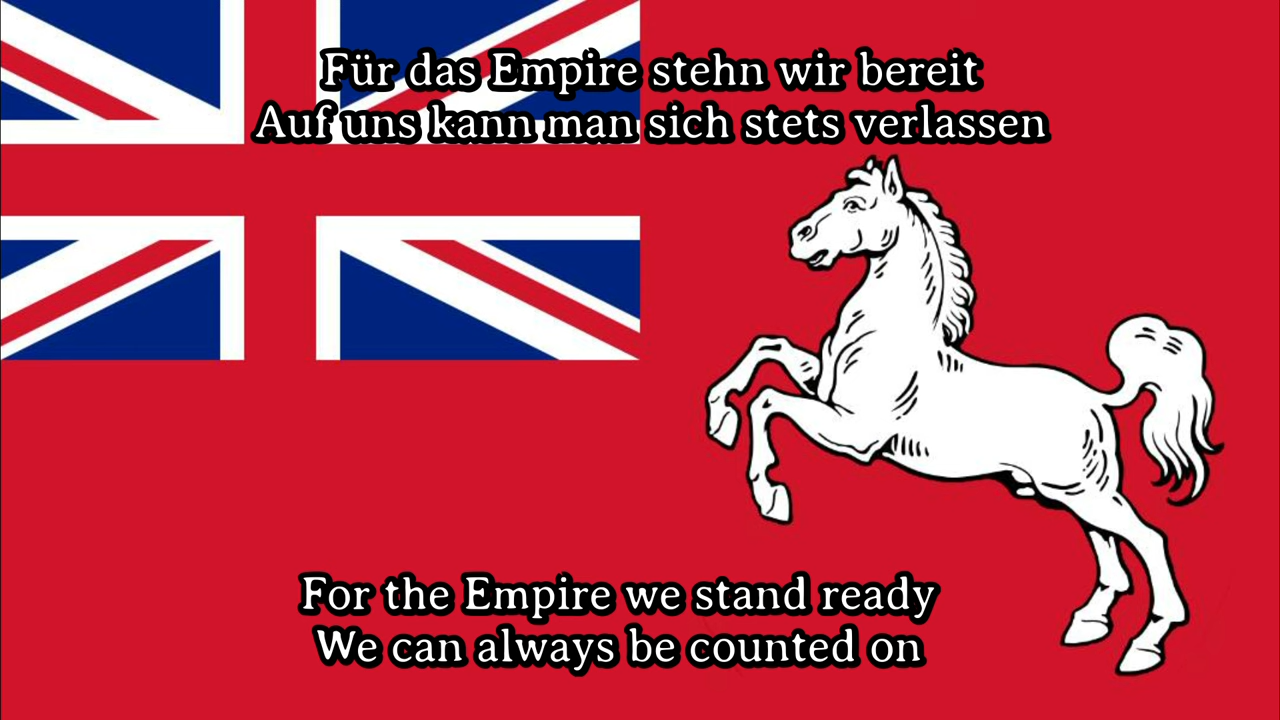 Für das Empire stehn wir bereit
Auf uns kann man sich stets verlassen
For the Empire we stand ready
We can always be counted on